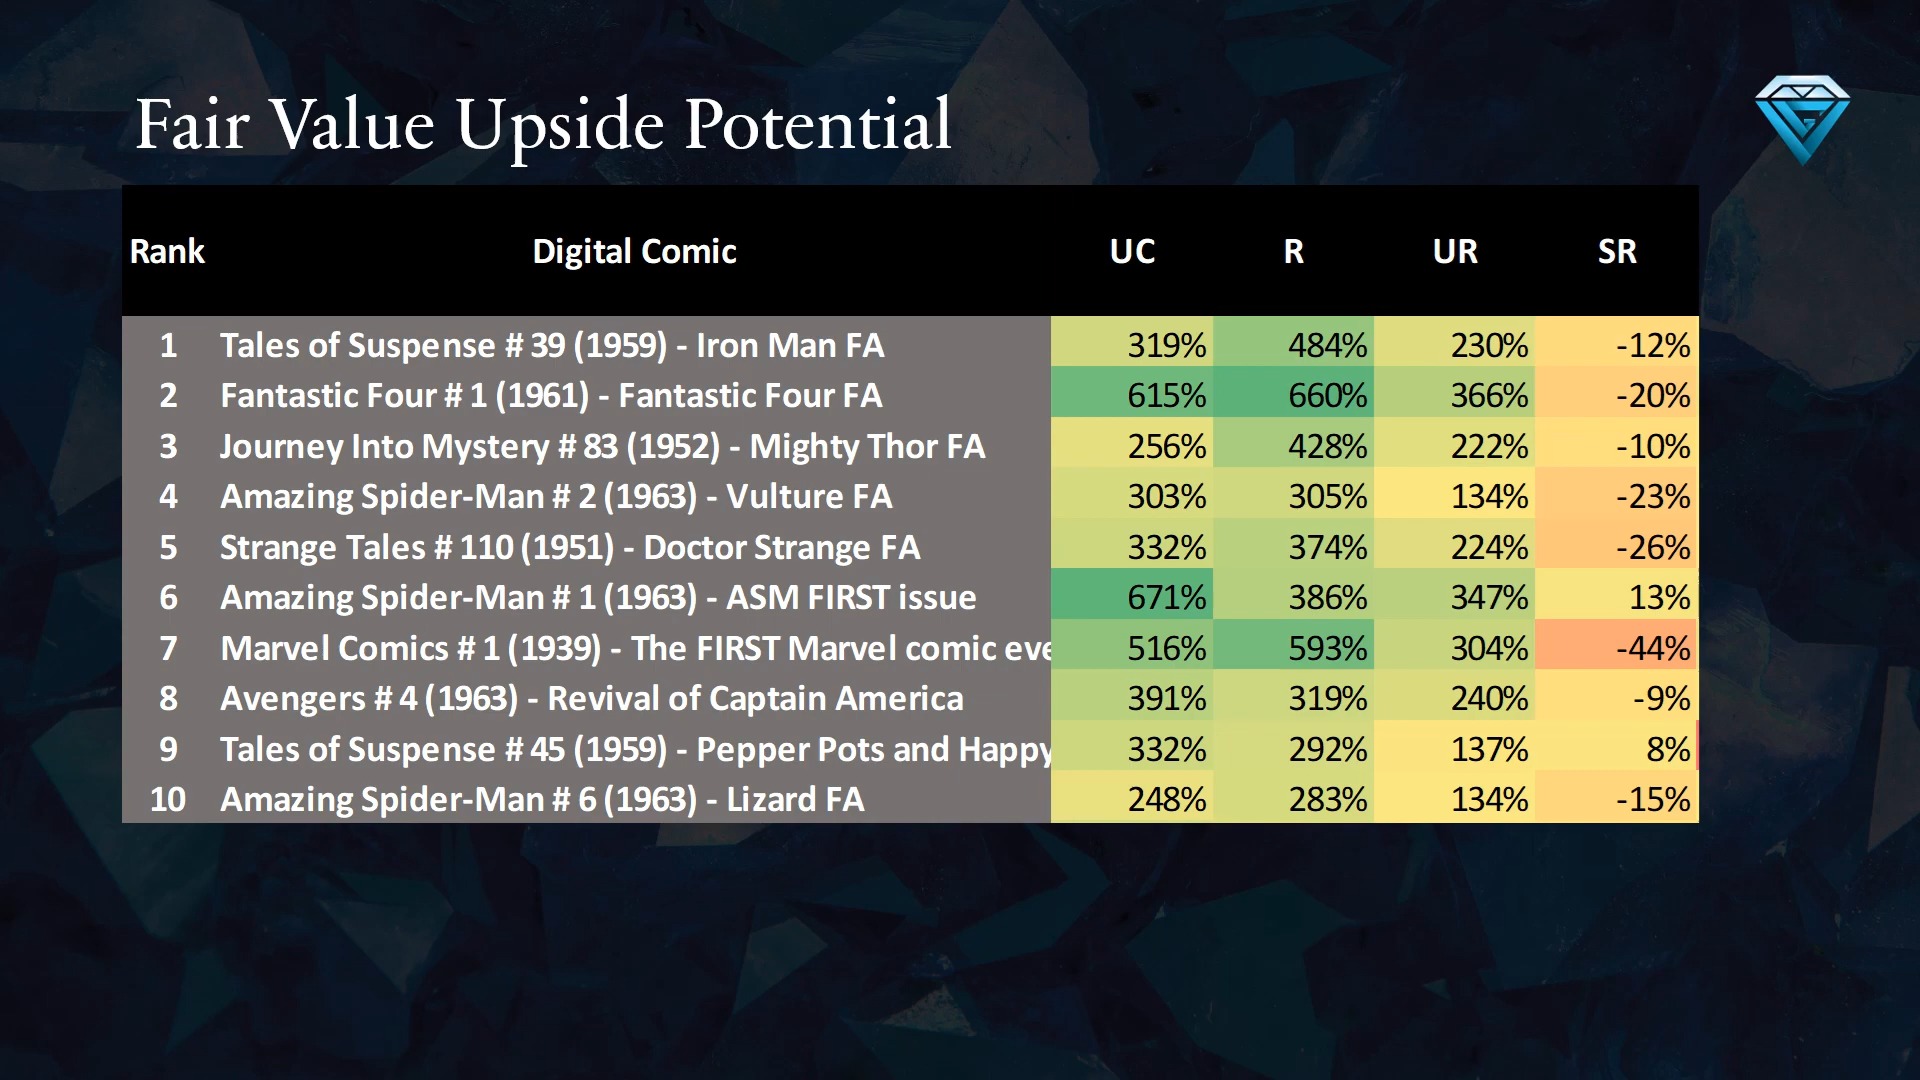 Fair Value Upside Potential
Rank Digital Comic UC R UR SR
1 Tales of Suspense # 39 (1959) - Iron Man FA 319% 484% 230% -12%
2 Fantastic Four # 1 (1961) - Fantastic Four FA 615% 660% 366% -20%
3 Journey Into Mystery # 83 (1952) - Mighty Thor FA 256% 428% 222% -10%
4 Amazing Spider-Man # 2 (1963) - Vulture FA 303% 305% 134% -23%
5 Strange Tales # 110 (1951) - Doctor Strange FA 332% 374% 224% -26%
6 Amazing Spider-Man # 1 (1963) - ASM FIRST issue 671% 386% 347% 13%
7 Marvel Comics # 1 (1939) - The FIRST Marvel comic eve 516% 593% 304% -44%
8 Avengers # 4 (1963) - Revival of Captain America 391% 319% 240% -9%
9 Tales of Suspense # 45 (1959) - Pepper Pots and Happy 332% 292% 137% 8%
10 Amazing Spider-Man # 6 (1963) - Lizard FA 248% 283% 134% -15%